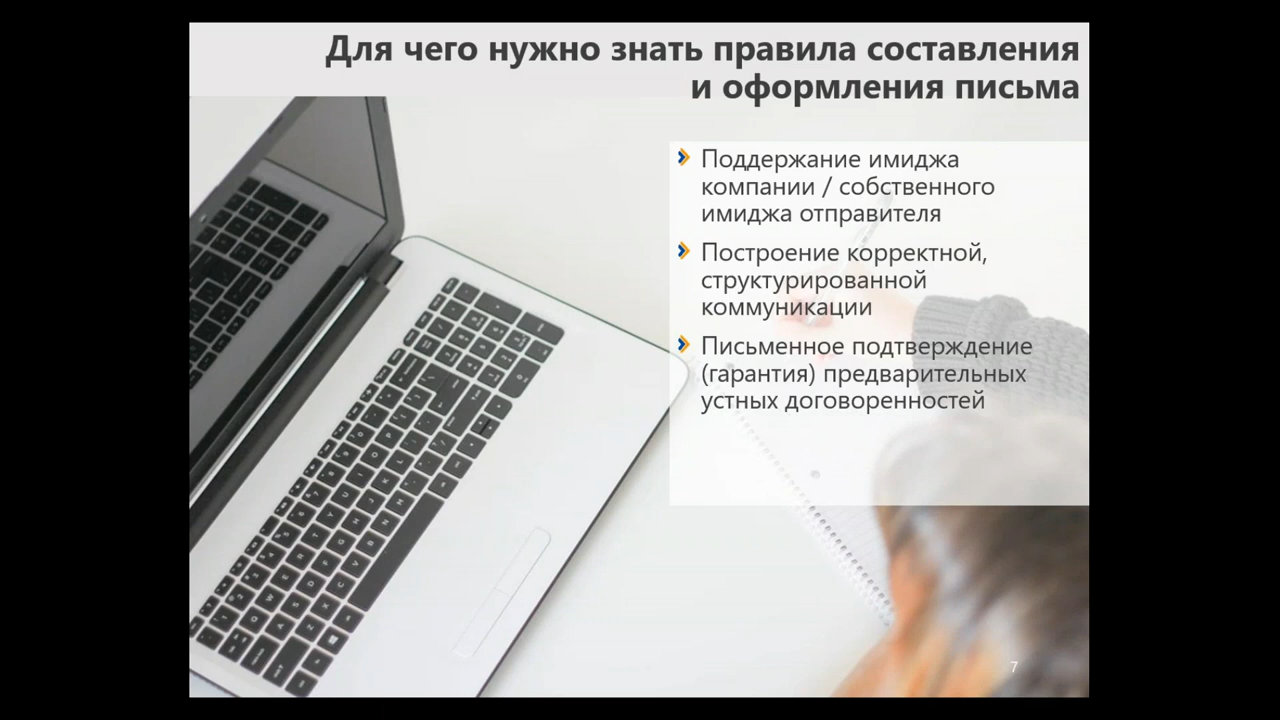 Для чего нужно знать правила составления
и оформления письма
Поддержание имиджа
компании / собственного
имиджа отправителя
Построение корректной,
структурированной
коммуникации
Письменное подтверждение
(гарантия) предварительных
устных договоренностей
7